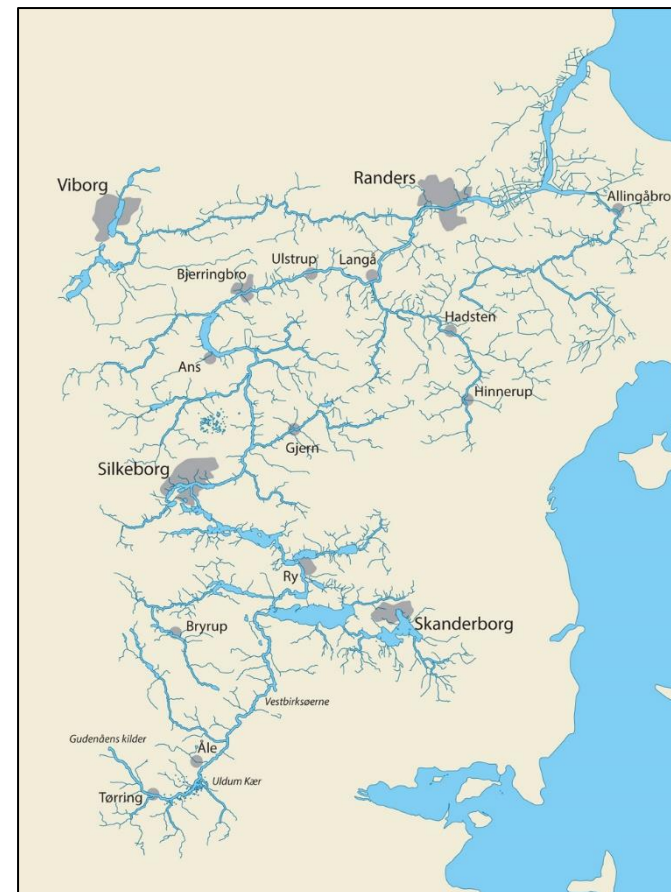 Viborg
Randers
Allingåbro
Ulstrup
Langå
Bjerringbro
Hadsten
Ans
Hinnerup
Gjern
Silkeborg
Ry
Skanderborg
Bryrup
Vestbirksøerne
Gudenåens kilder
Åle
Uldum Kær
Tørring